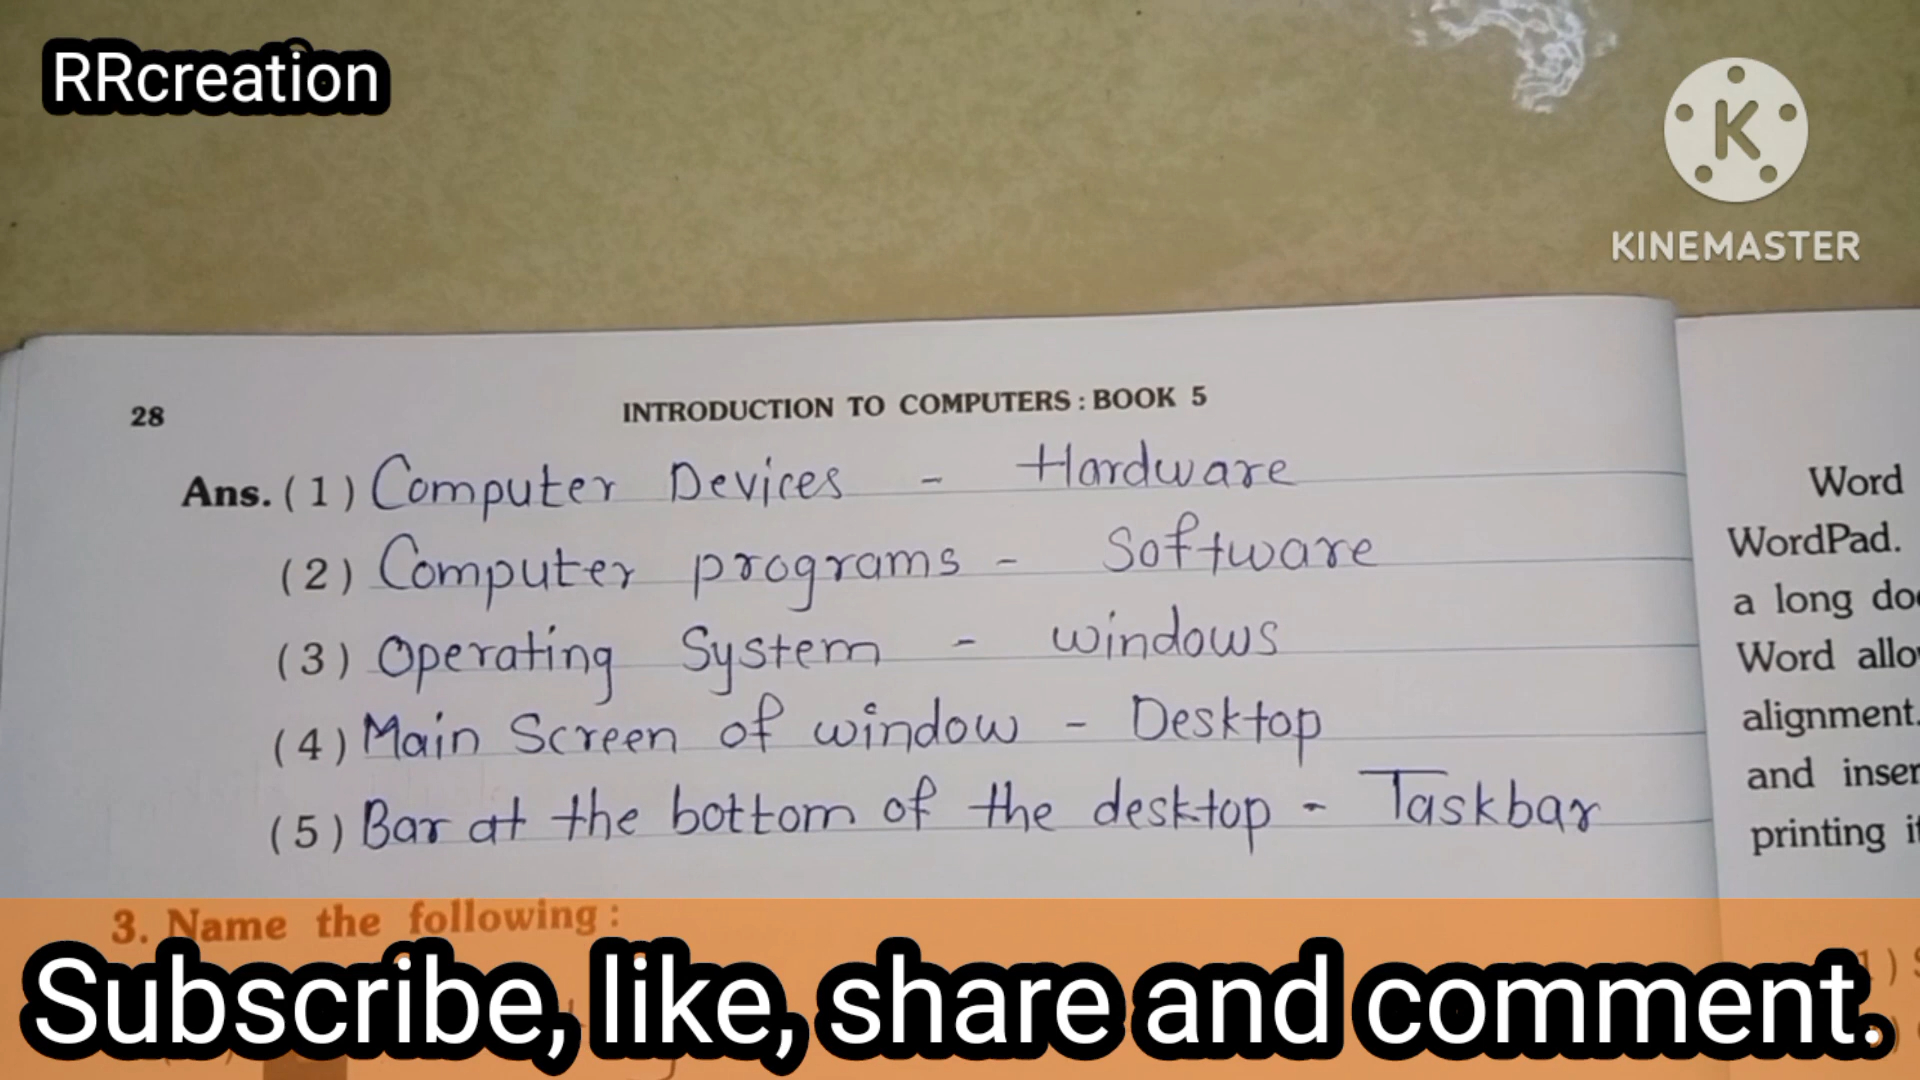 RRcreation
KINEMASTER
28
INTRODUCTION TO COMPUTERS : BOOK 5
Ans. (1) Computer Devices - Hardware
(2) Computer programs - Software
(3) Operating System - windows
(4) Main Screen of window - Desktop
(5) Bar at the bottom of the desktop - Taskbar
3. Name the following :
Word
WordPad.
a long
Word
alignment.
and
printing
Subscribe, like, share and comment.